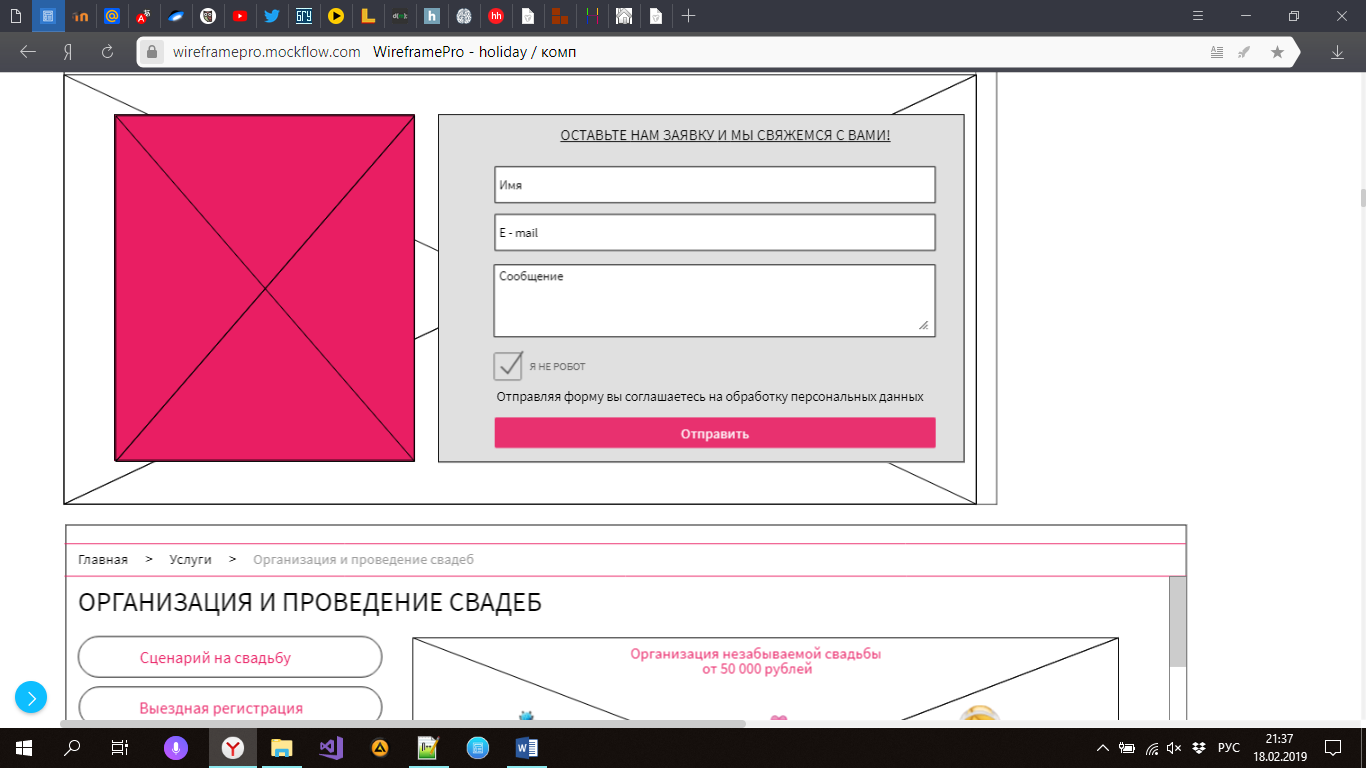 wireframepro.mockflow.com WireframePro - holiday / комп
ОСТАВЬТЕ НАМ ЗАЯВКУ И МЫ СВЯЖЕМСЯ С ВАМИ!
Имя
E - mail
Сообщение
Я НЕ РОБОТ
Отправляя форму вы соглашаетесь на обработку персональных данных
Отправить
Главная > Услуги > Организация и проведение свадеб
ОРГАНИЗАЦИЯ И ПРОВЕДЕНИЕ СВАДЕБ
Сценарий на свадьбу
Выездная регистрация
Организация незабываемой свадьбы
от 50 000 рублей
РУС
21:37
18.02.2019